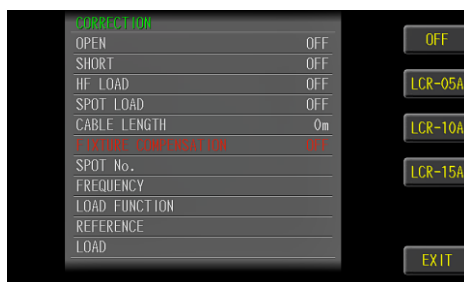 CORRECTION
OPEN OFF
SHORT OFF
HF LOAD OFF
SPOT LOAD OFF
CABLE LENGTH 0m
FIXTURE COMPENSATION OFF
SPOT No.
FREQUENCY
LOAD FUNCTION
REFERENCE
LOAD
OFF
LCR-05A
LCR-10A
LCR-15A
EXIT